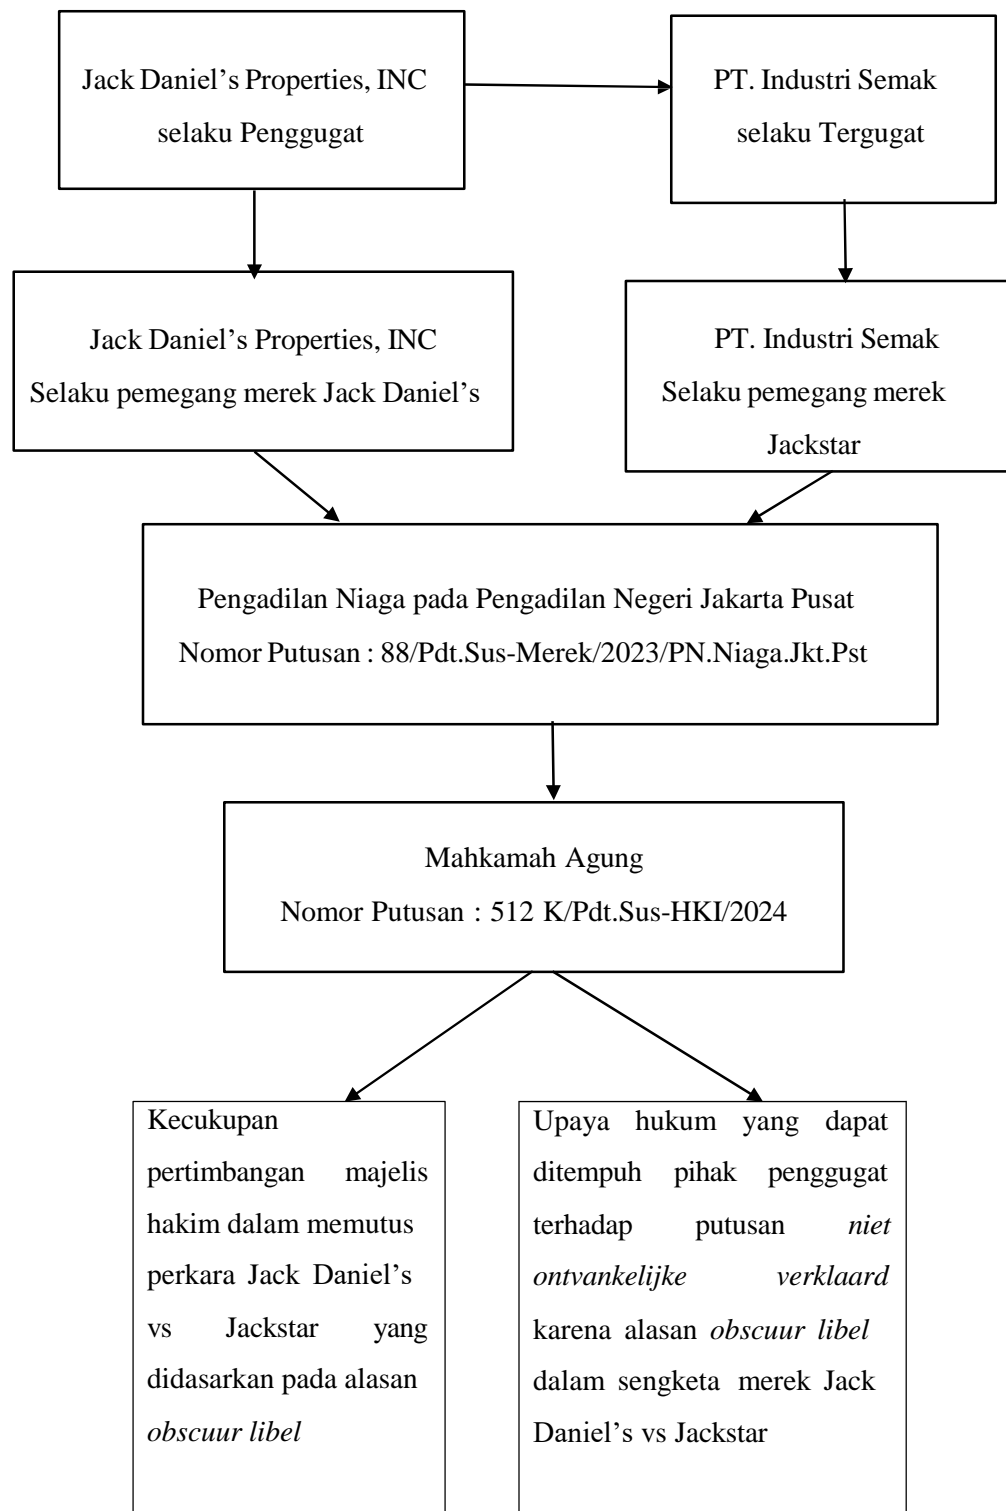 Jack Daniel's Properties, INC
selaku Penggugat
PT. Industri Semak
selaku Tergugat
Jack Daniel's Properties, INC
Selaku pemegang merek Jack Daniel's
PT. Industri Semak
Selaku pemegang merek
Jackstar
Pengadilan Niaga pada Pengadilan Negeri Jakarta Pusat
Nomor Putusan : 88/Pdt.Sus-Merek/2023/PN.Niaga.Jkt.Pst
Mahkamah Agung
Nomor Putusan : 512 K/Pdt.Sus-HKI/2024
Kecukupan
pertimbangan majelis
hakim dalam memutus
perkara Jack Daniel's
vs Jackstar yang
didasarkan pada alasan
obscuur libel
Upaya hukum yang dapat
ditempuh pihak penggugat
terhadap putusan niet
ontvankelijke verklaard
karena alasan obscuur libel
dalam sengketa merek Jack
Daniel's vs Jackstar